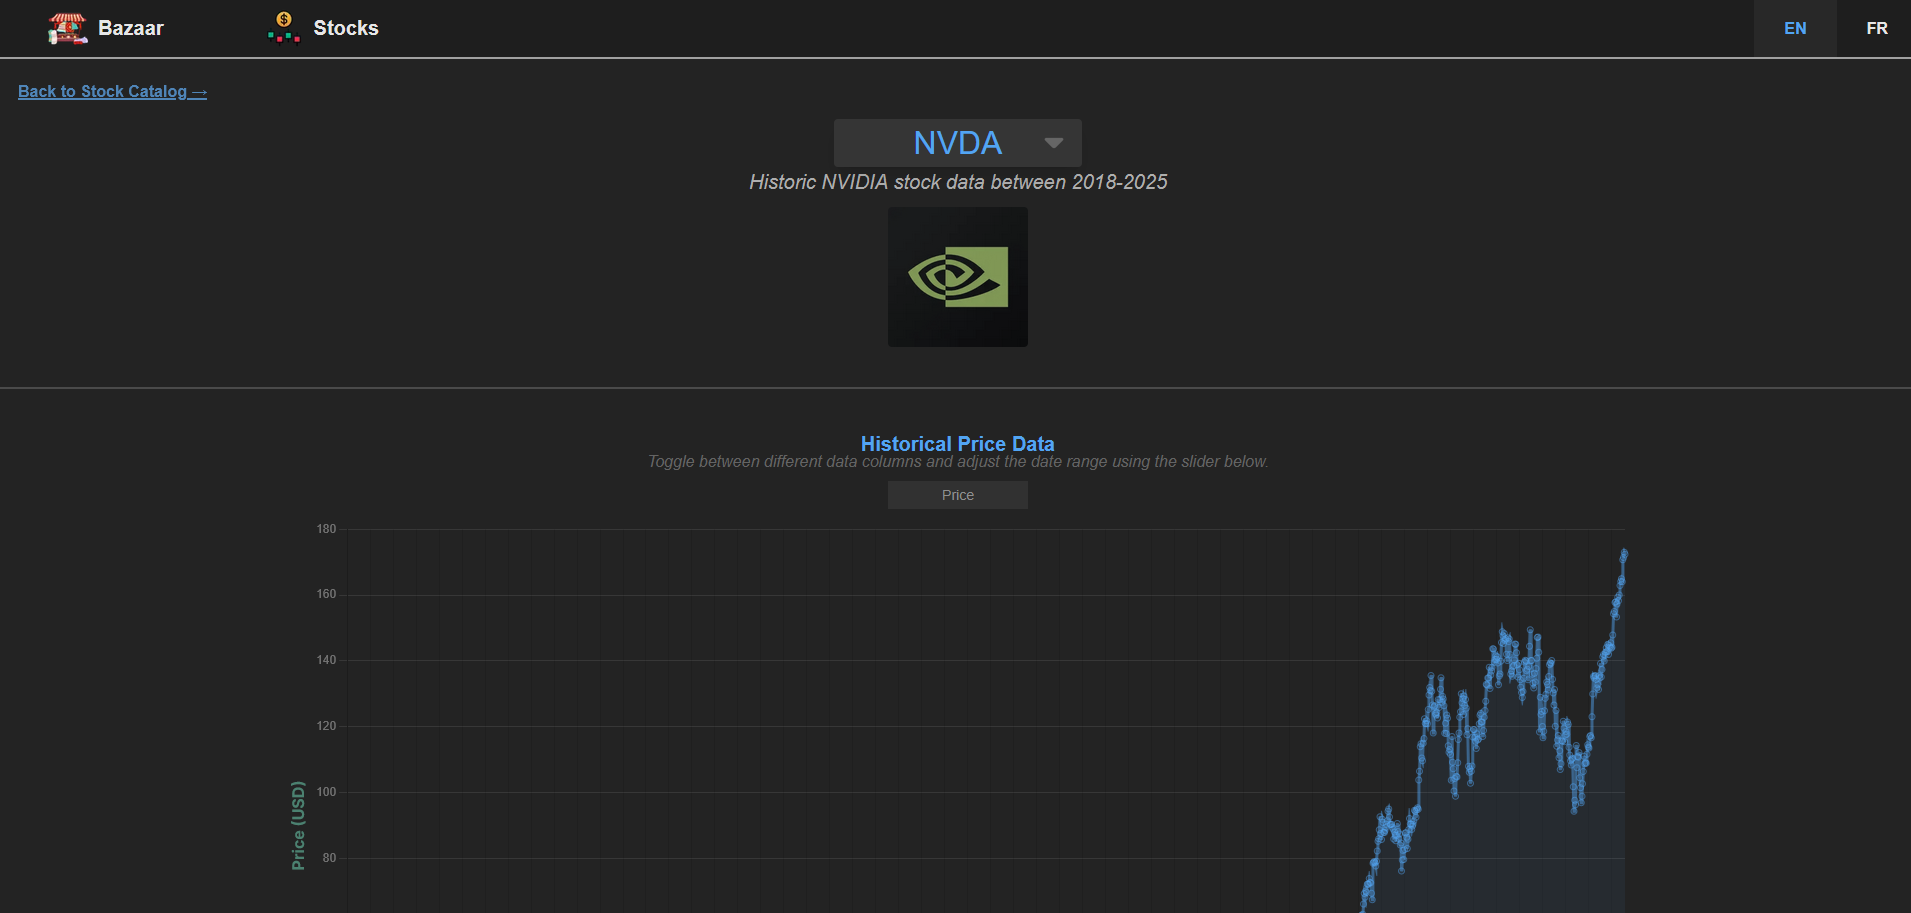 Bazaar
Stocks
EN
FR
Back to Stock Catalog →
NVDA
Historic NVIDIA stock data between 2018-2025
Historical Price Data
Toggle between different data columns and adjust the date range using the slider below.
Price
180
160
140
120
100
80
Price (USD)